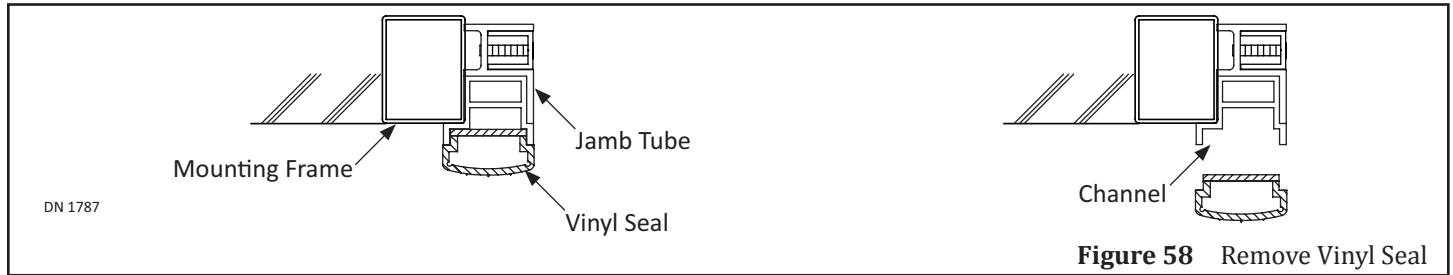 Jamb Tube
Mounting Frame
Vinyl Seal
DN 1787
Channel
Figure 58 Remove Vinyl Seal